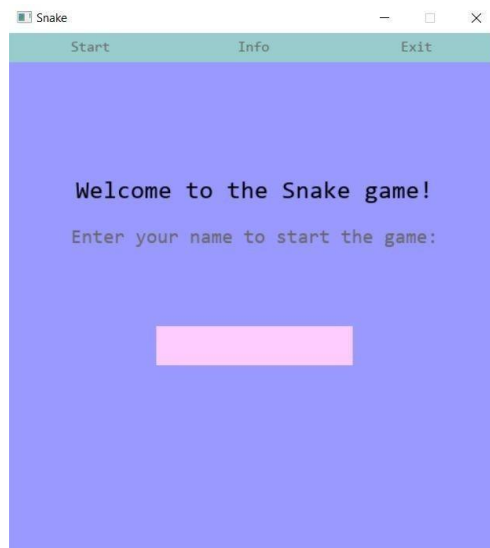 Snake
Start Info Exit
Welcome to the Snake game!
Enter your name to start the game: